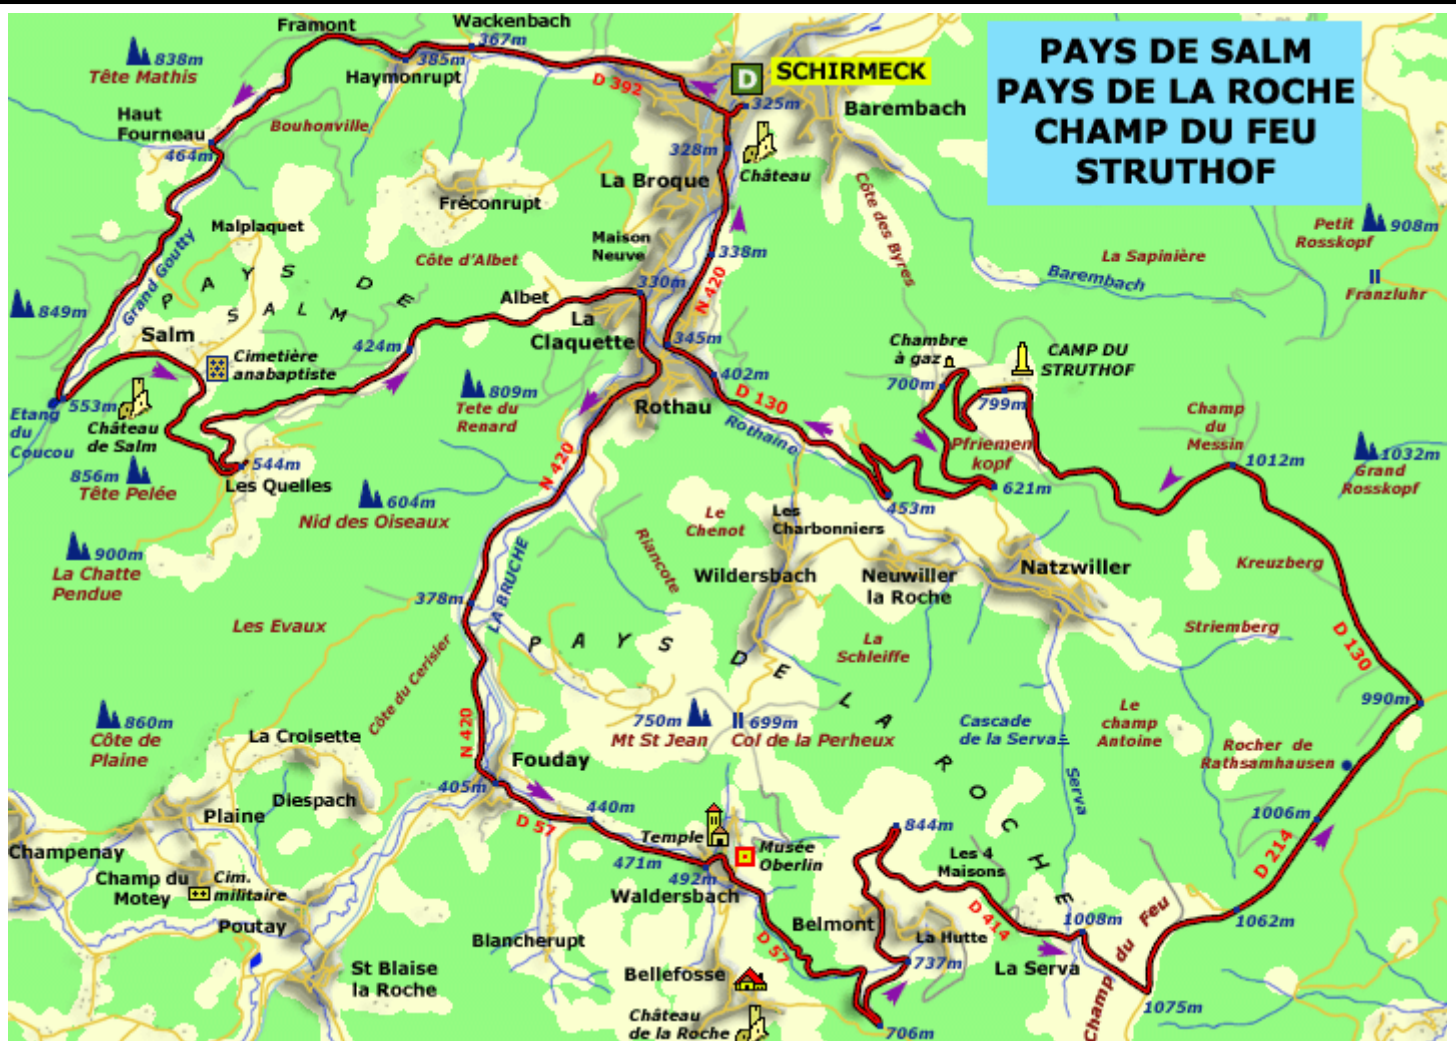 PAYS DE SALM
PAYS DE LA ROCHE
CHAMP DU FEU
STRUTHOF
Framont
Wackenbach
367m
838m
Tête Mathis
385m
Haymonrupt
D 392
D
SCHIRMECK
325m
Barembach
Haut
Fourneau
464m
Bouhonville
328m
La Broque
Château
Fréconrupt
Malplaquet
Maison
Neuve
Côte d'Albet
Côte des Byres
La Sapinière
Barembach
Petit
Rosskopf
908m
Franzluhr
338m
N 420
330m
Grand Goutty
PAYS DE
SALM
849m
Albet
La
Claquette
345m
Salm
Cimetière
anabaptiste
424m
Chambre
à gaz
700m
CAMP DU
STRUTHOF
799m
402m
D 130
Etang
du
Coucou
553m
Château
de Salm
809m
Tete du
Renard
Rothau
Rothaine
Champ
du
Messin
1012m
1032m
Grand
Rosskopf
Pfriemen
kopf
621m
453m
856m
Tête Pelée
544m
Les Quelles
N 420
604m
Nid des Oiseaux
Le
Chenot
Les
Charbonniers
900m
La Chatte
Pendue
Riancote
Wildersbach
Neuwiller
la Roche
Natzwiller
Kreuzberg
378m
LA BRUCHE
Les Evaux
Côte du Cerisier
PAYS DE LA ROCHE
La
Schleiffe
Striemberg
D 130
990m
860m
Côte de
Plaine
La Croisette
N 420
750m
Mt St Jean
699m
Col de la Perheux
Cascade
de la Serva
Serva
Le
champ
Antoine
Rocher de
Rathsamhausen
Fouday
405m
Diespach
Plaine
440m
D 57
Temple
Musée
Oberlin
844m
1006m
D 214
Champenay
Champ du
Motey
Cim.
militaire
471m
492m
Waldersbach
Les 4
Maisons
D 414
Poutay
Blancherupt
D 57
Belmont
La Hutte
737m
1008m
La Serva
Champ du Feu
1062m
St Blaise
la Roche
Bellefosse
Château
de la Roche
706m
1075m